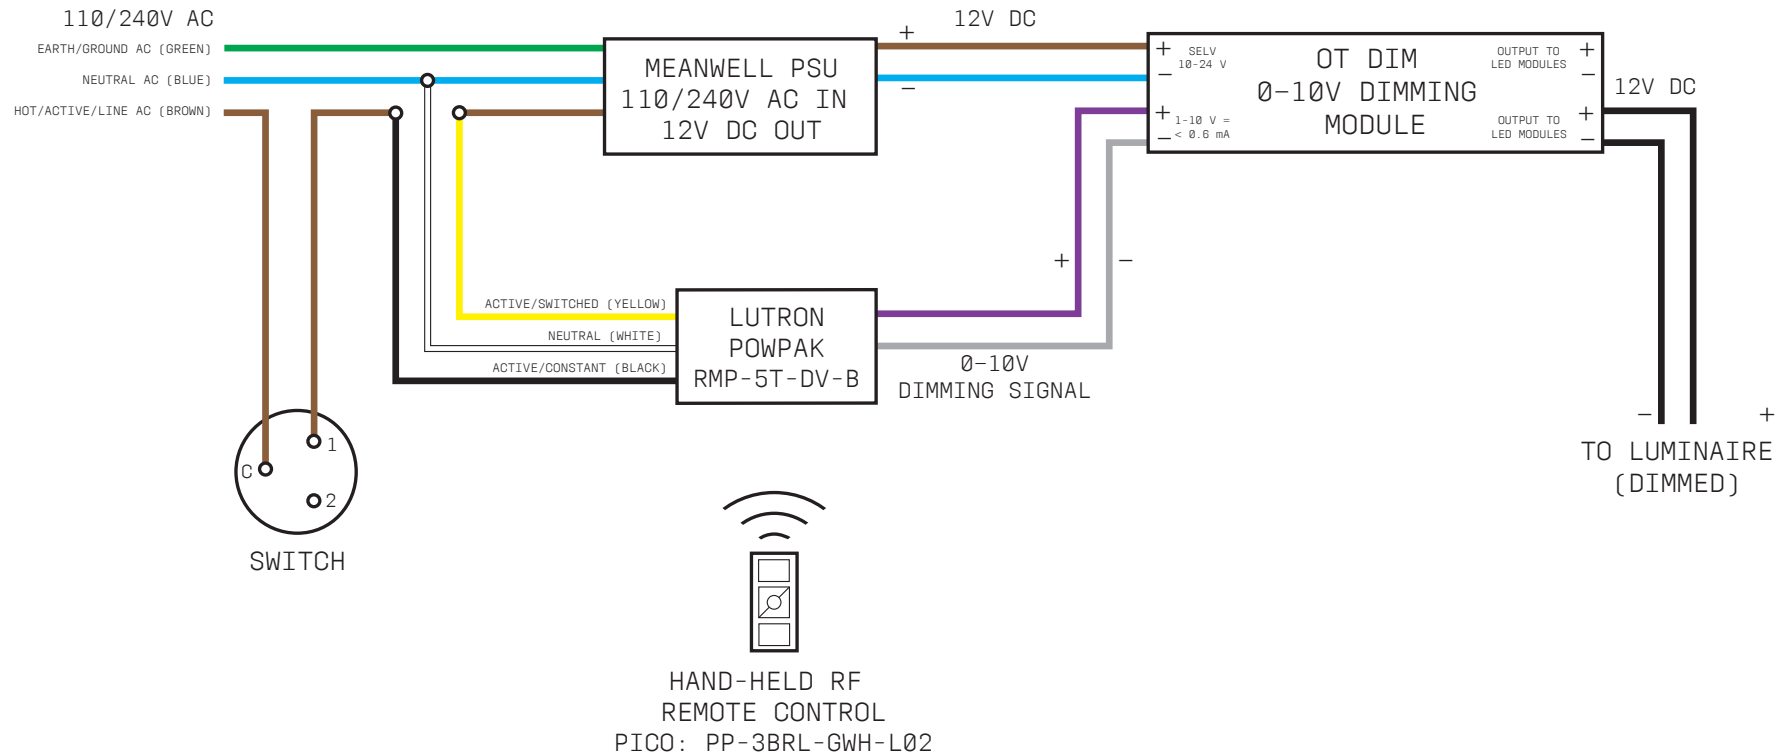 110/240V AC
EARTH/GROUND AC (GREEN)
NEUTRAL AC (BLUE)
HOT/ACTIVE/LINE AC (BROWN)
MEANWELL PSU
110/240V AC IN
12V DC OUT
+
12V DC
−
+
SELV
10-24 V
−
+
1-10 V =
− < 0.6 mA
OT DIM
0-10V DIMMING
MODULE
OUTPUT TO
LED MODULES
+
−
OUTPUT TO
LED MODULES
+
−
12V DC
ACTIVE/SWITCHED (YELLOW)
NEUTRAL (WHITE)
ACTIVE/CONSTANT (BLACK)
LUTRON
POWPAK
RMP-5T-DV-B
+ −
0-10V
DIMMING SIGNAL
− +
TO LUMINAIRE
(DIMMED)
1
C
2
SWITCH
HAND-HELD RF
REMOTE CONTROL
PICO: PP-3BRL-GWH-L02